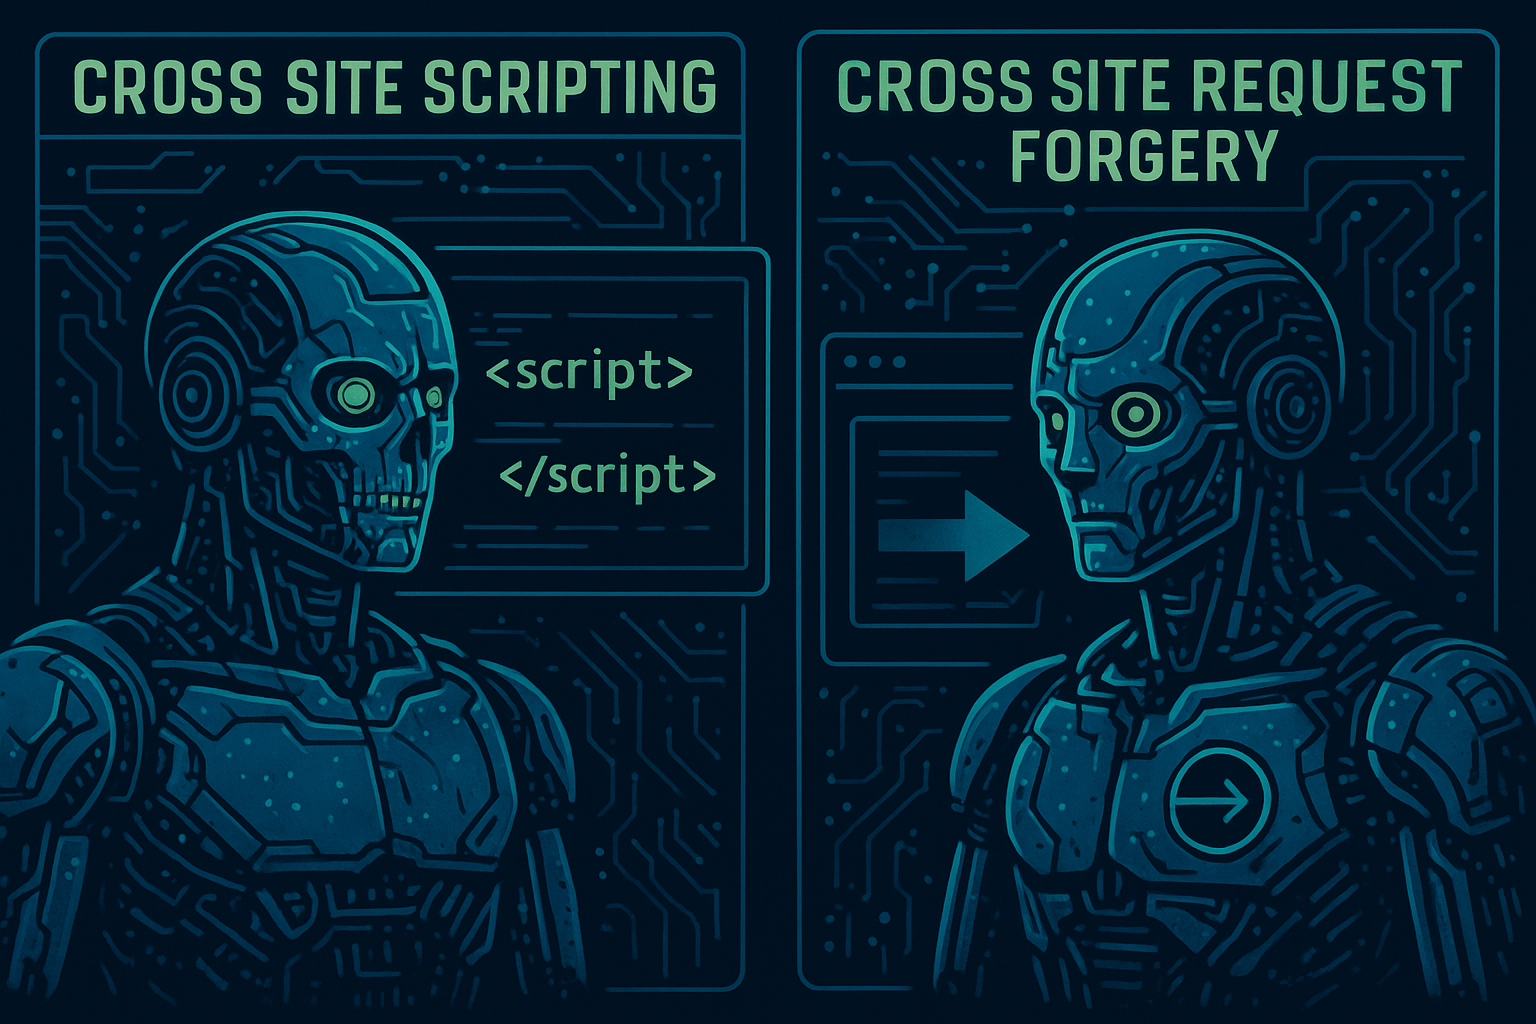 CROSS SITE SCRIPTING
<script>
</script>
CROSS SITE REQUEST
FORGERY